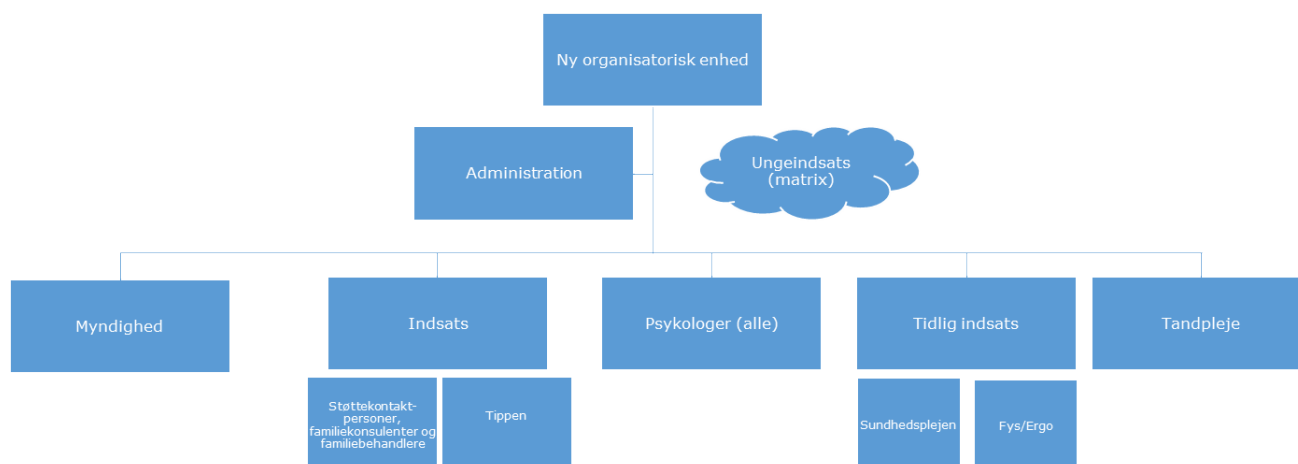 Ny organisatorisk enhed
Administration
Ungeindsats
(matrix)
Myndighed
Indsats
Psykologer (alle)
Tidlig indsats
Tandpleje
Støttekontakt-
personer,
familiekonsulenter og
familiebehandlere
Tippen
Sundhedsplejen
Fys/Ergo